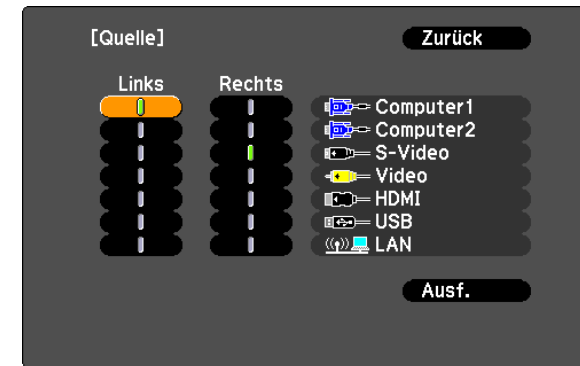 [Quelle] Zurück
Links Rechts
Computer1
Computer2
S-Video
Video
HDMI
USB
LAN
Ausf.